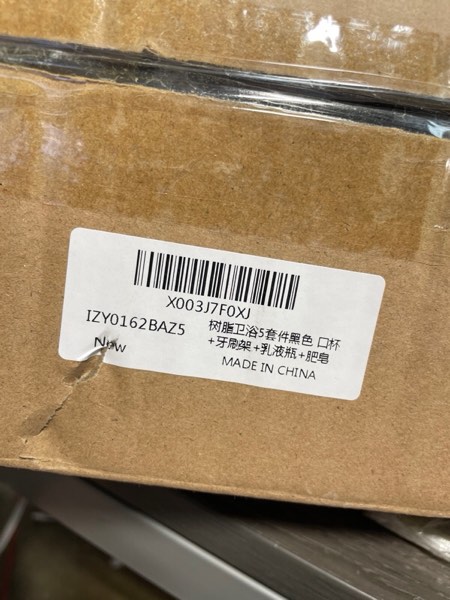 X003J7F0XJ
IZY0162BAZ5
树脂卫浴5套件黑色 口杯
+牙刷架+乳液瓶+肥皂
New
MADE IN CHINA